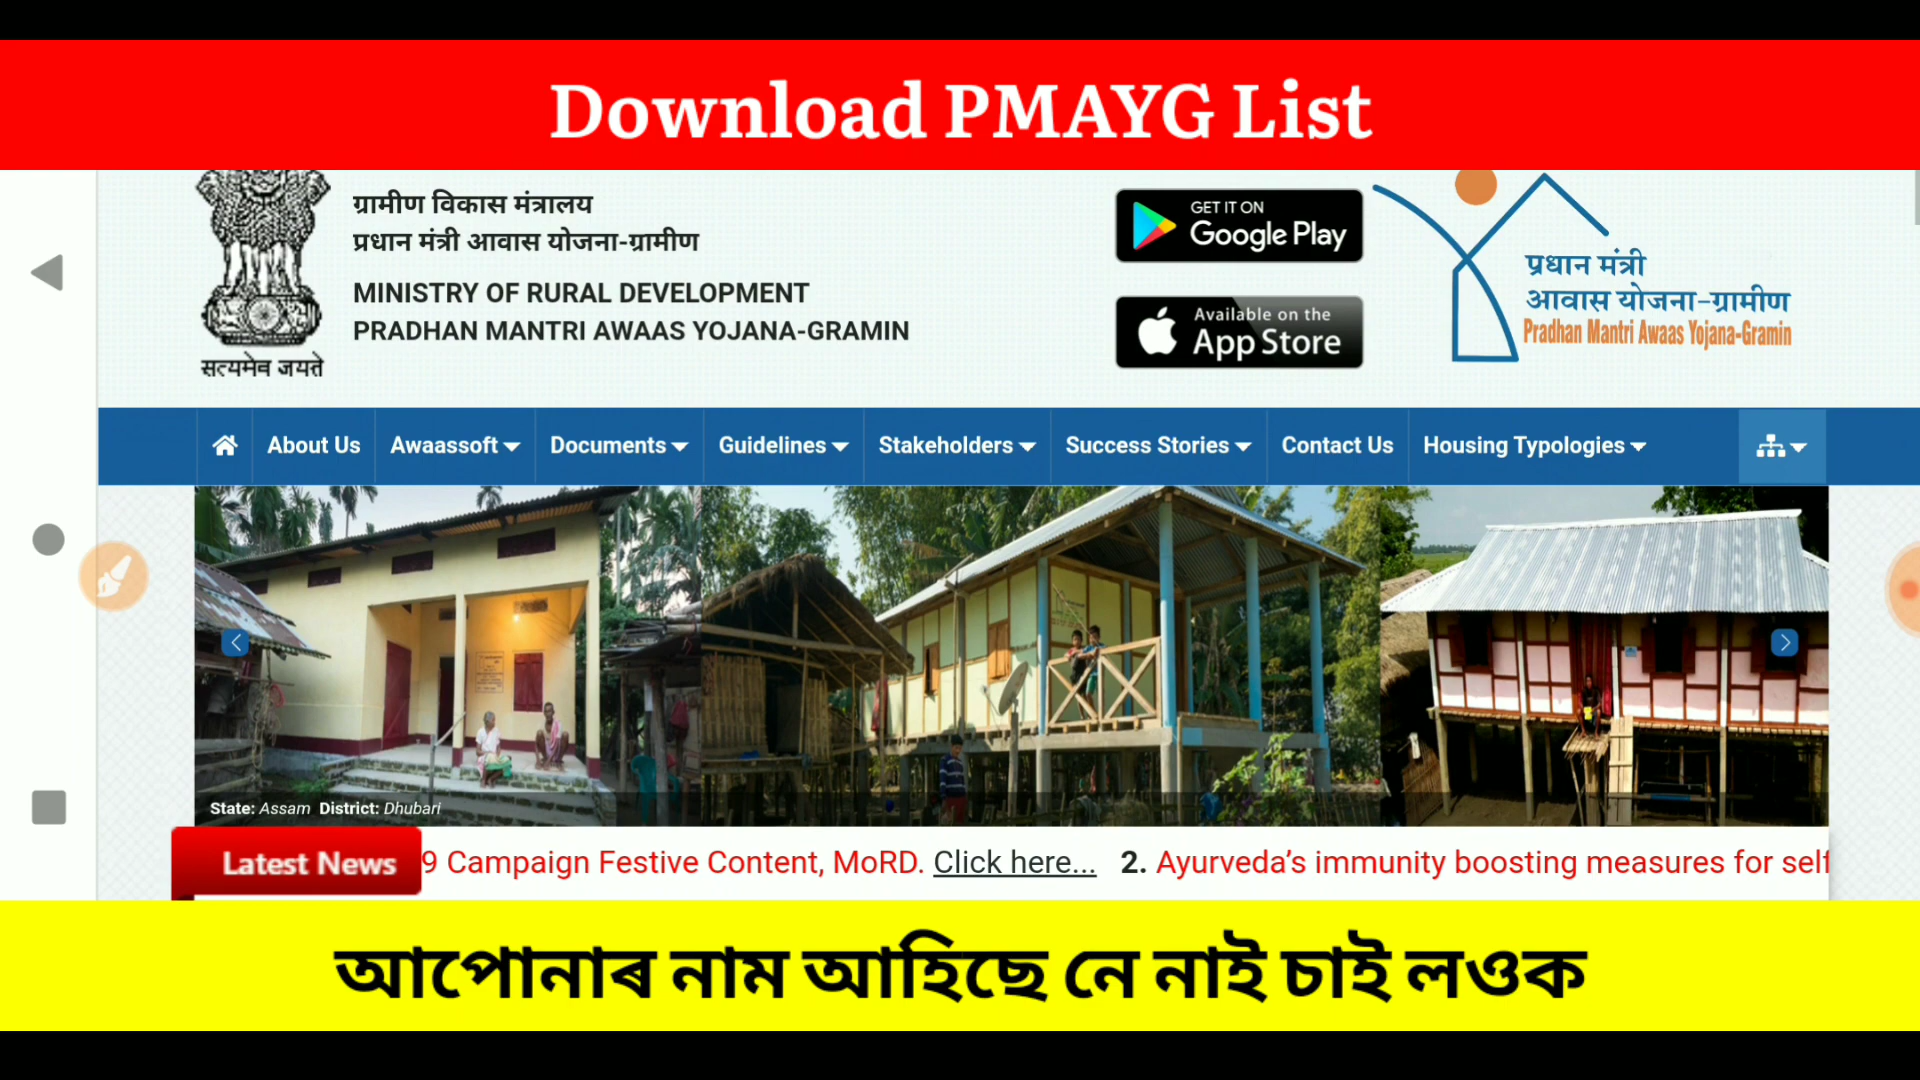 Download PMAYG List
ग्रामीण विकास मंत्रालय
प्रधान मंत्री आवास योजना-ग्रामीण
MINISTRY OF RURAL DEVELOPMENT
PRADHAN MANTRI AWAAS YOJANA-GRAMIN
सत्यमेव जयते
GET IT ON
Google Play
Available on the
App Store
प्रधान मंत्री
आवास योजना-ग्रामीण
Pradhan Mantri Awaas Yojana-Gramin
About Us Awaassoft Documents Guidelines Stakeholders Success Stories Contact Us Housing Typologies
State: Assam District: Dhubari
Latest News 9 Campaign Festive Content, MoRD. Click here... 2. Ayurveda's immunity boosting measures for self
আপোনাৰ নাম আহিছে নে নাই চাই লওক